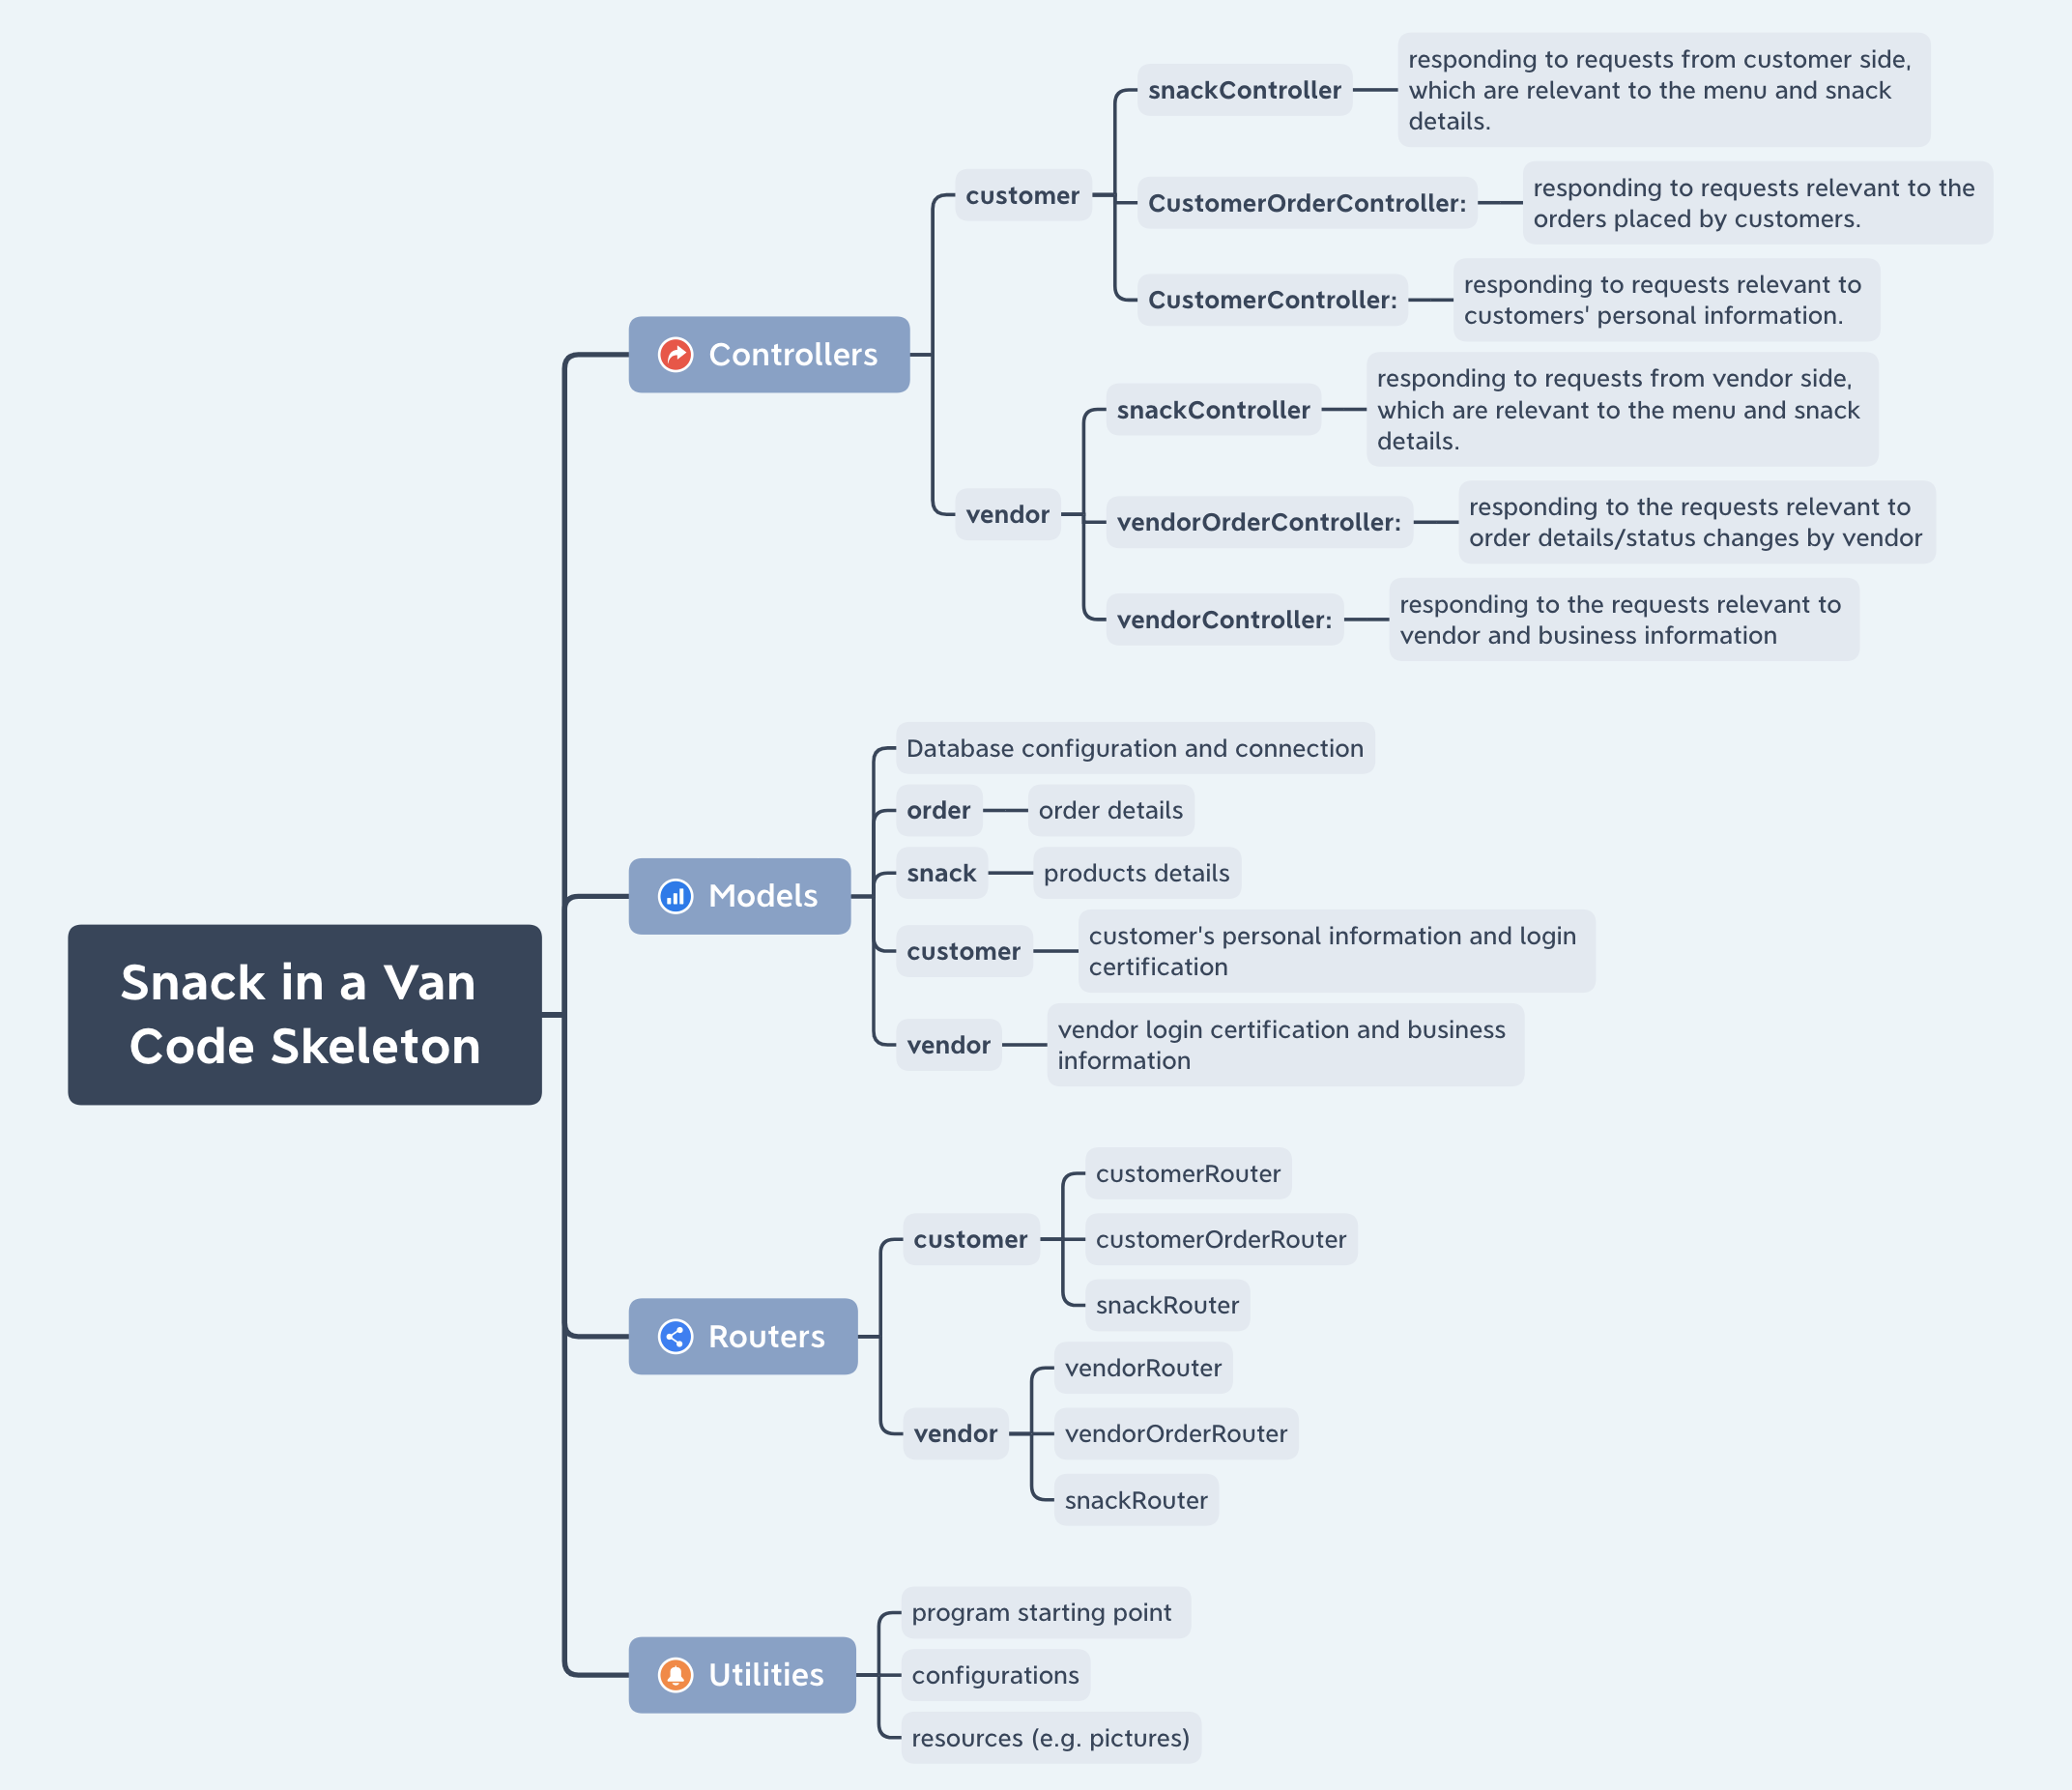 Snack in a Van
Code Skeleton
Controllers
customer
snackController
responding to requests from customer side,
which are relevant to the menu and snack
details.
CustomerOrderController:
responding to requests relevant to the
orders placed by customers.
CustomerController:
responding to requests relevant to
customers' personal information.
vendor
snackController
responding to requests from vendor side,
which are relevant to the menu and snack
details.
vendorOrderController:
responding to the requests relevant to
order details/status changes by vendor
vendorController:
responding to the requests relevant to
vendor and business information
Models
Database configuration and connection
order
order details
snack
products details
customer
customer's personal information and login
certification
vendor
vendor login certification and business
information
Routers
customer
customerRouter
customerOrderRouter
snackRouter
vendor
vendorRouter
vendorOrderRouter
snackRouter
Utilities
program starting point
configurations
resources (e.g. pictures)